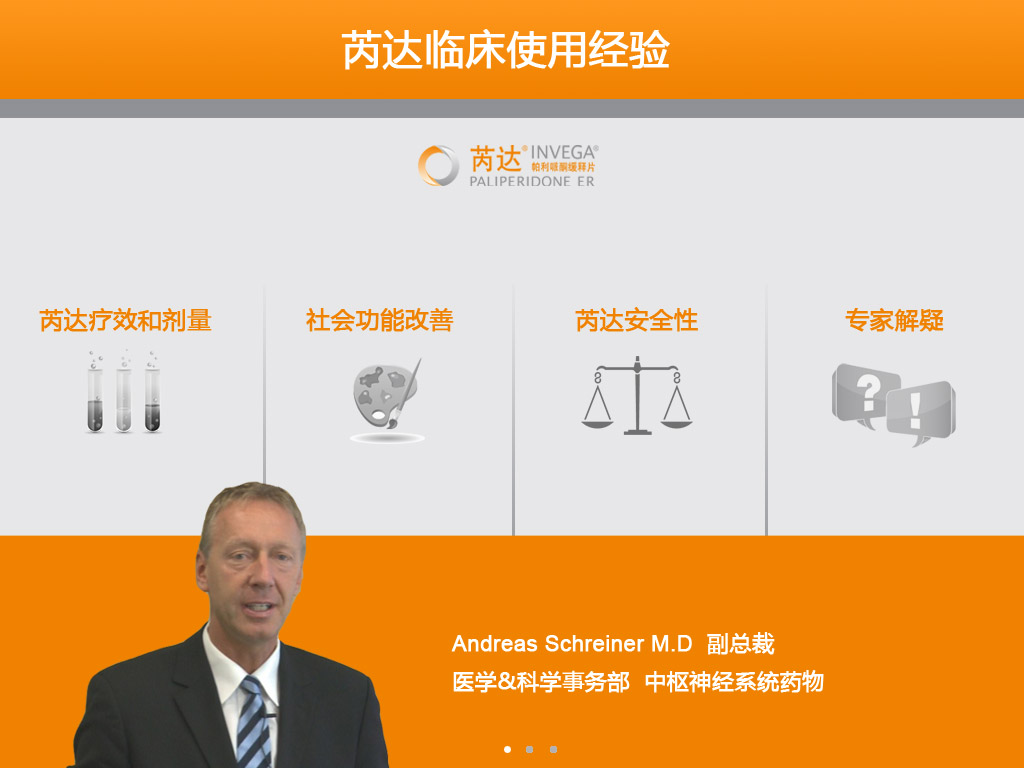 芮达临床使用经验
芮达® INVEGA®
帕利哌酮缓释片
PALIPERIDONE ER
芮达疗效和剂量
社会功能改善
芮达安全性
专家解疑
?
!
Andreas Schreiner M.D 副总裁
医学&科学事务部 中枢神经系统药物